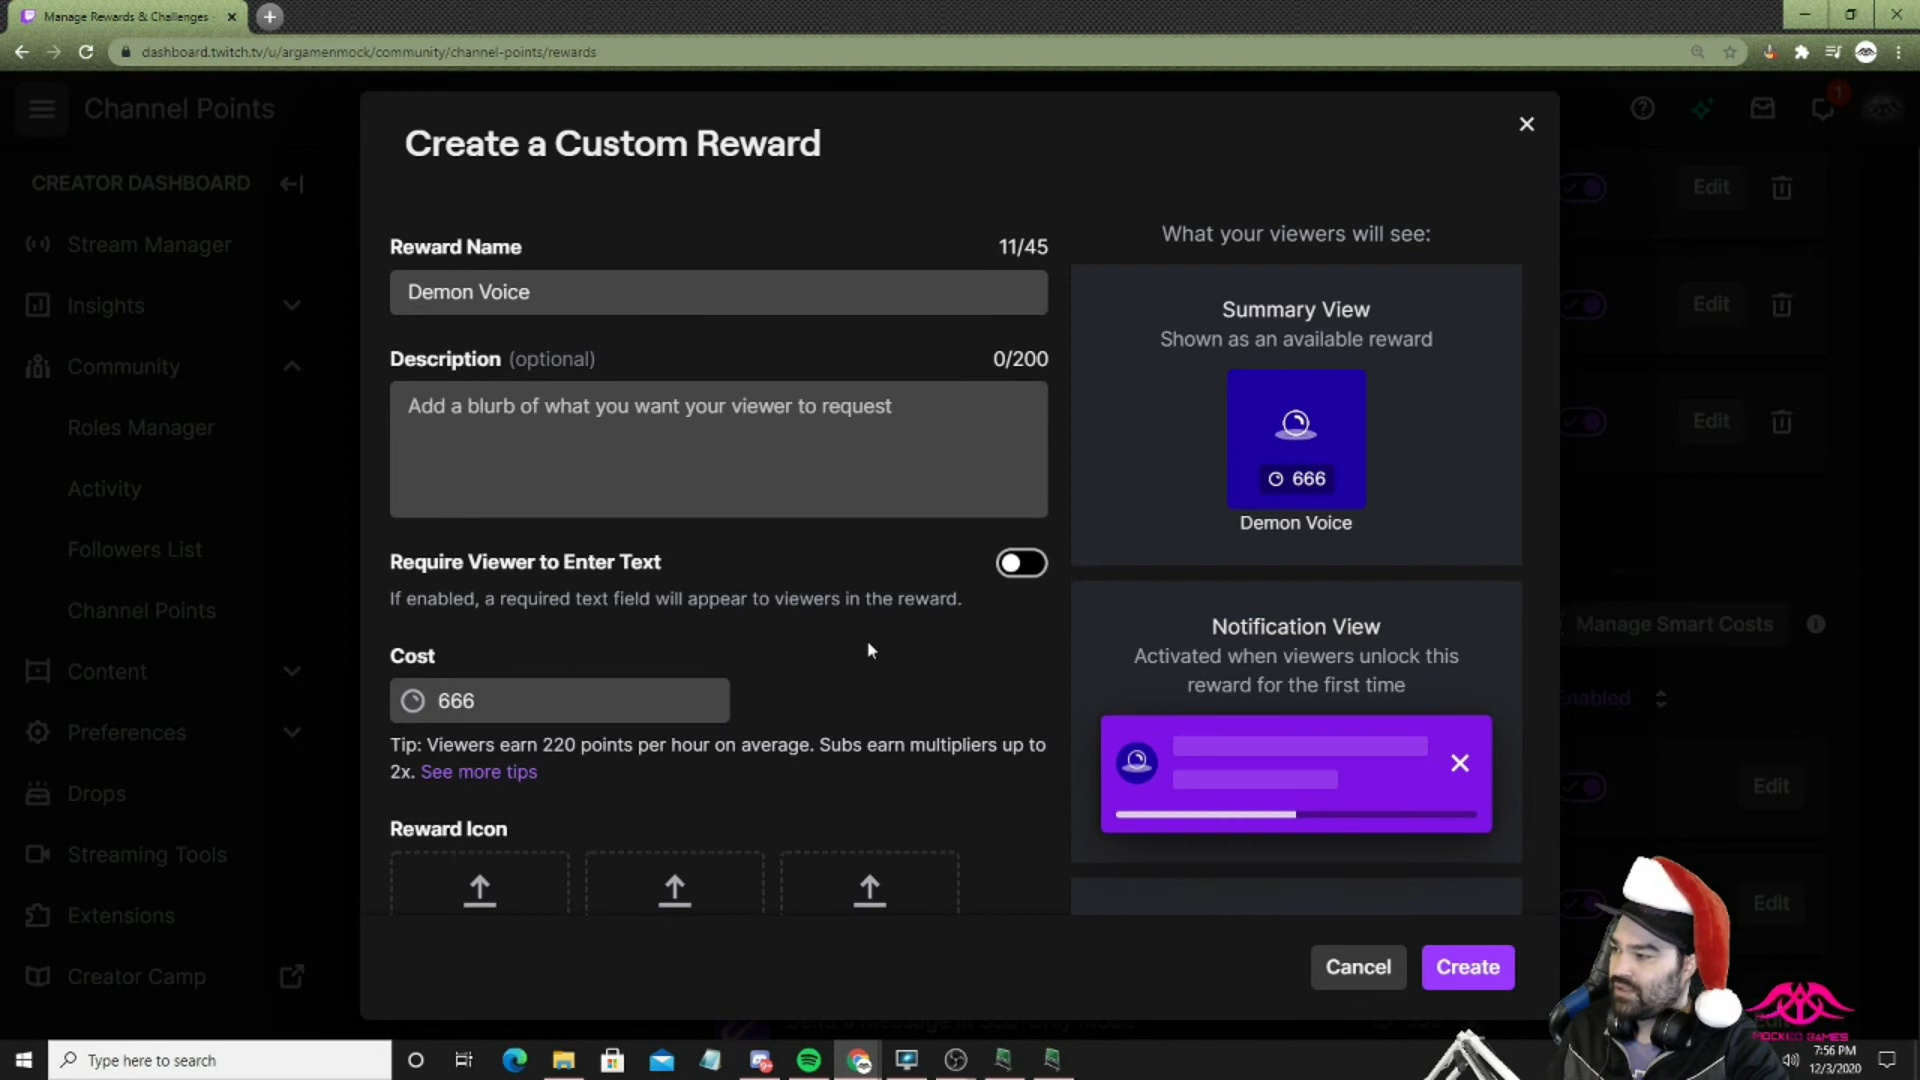 Manage Rewards & Challenges
dashboard.twitch.tv/u/argamenmock/community/channel-points/rewards
Channel Points
1
CREATOR DASHBOARD
Stream Manager
Insights
Community
Roles Manager
Activity
Followers List
Channel Points
Content
Preferences
Drops
Streaming Tools
Extensions
Creator Camp
Create a Custom Reward
Reward Name
11/45
Demon Voice
Description (optional)
0/200
Add a blurb of what you want your viewer to request
Require Viewer to Enter Text
If enabled, a required text field will appear to viewers in the reward.
Cost
666
Tip: Viewers earn 220 points per hour on average. Subs earn multipliers up to
2x. See more tips
Reward Icon
What your viewers will see:
Summary View
Shown as an available reward
666
Demon Voice
Notification View
Activated when viewers unlock this
reward for the first time
Cancel
Create
Edit
Edit
Edit
Manage Smart Costs
Enabled
Edit
Edit
MOCKED GAMES
Type here to search
7:56 PM
12/3/2020